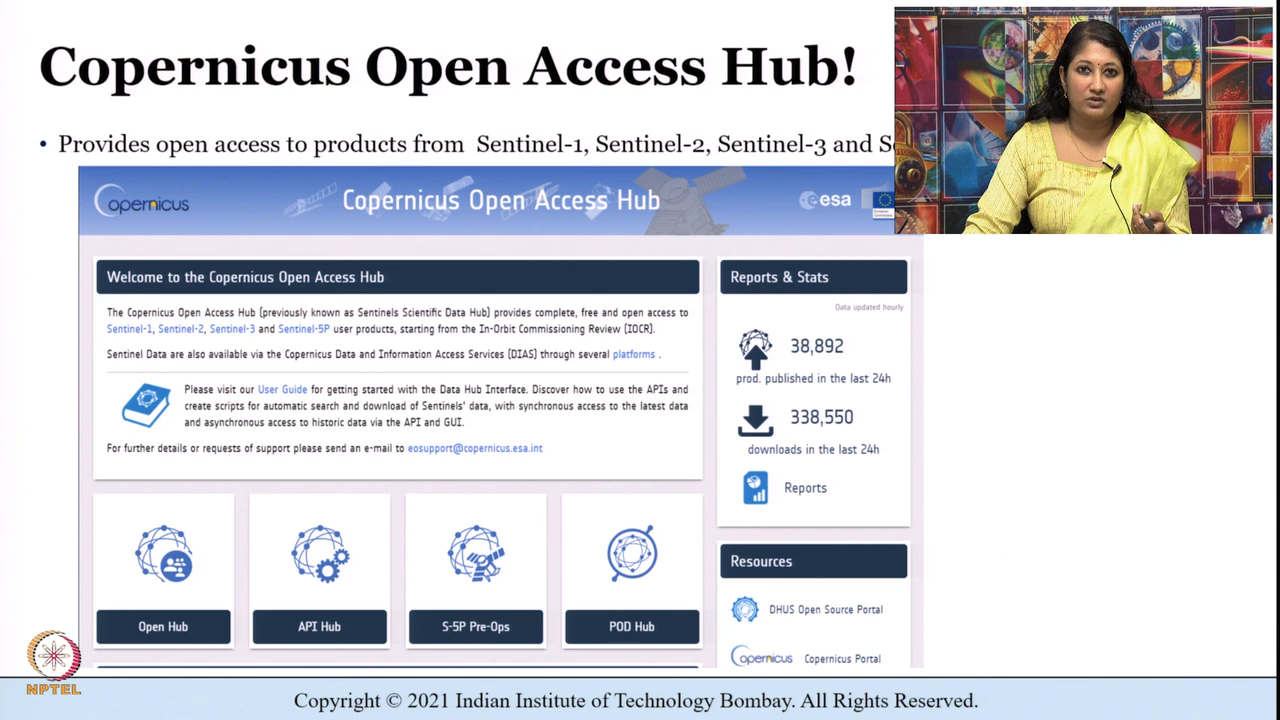 Copernicus Open Access Hub!
• Provides open access to products from Sentinel-1, Sentinel-2, Sentinel-3 and
Copernicus
Copernicus Open Access Hub
esa
Welcome to the Copernicus Open Access Hub
The Copernicus Open Access Hub (previously known as Sentinels Scientific Data Hub) provides complete, free and open access to
Sentinel-1, Sentinel-2, Sentinel-3 and Sentinel-5P user products, starting from the In-Orbit Commissioning Review (IOCR).
Sentinel Data are also available via the Copernicus Data and Information Access Services (DIAS) through several platforms .
Please visit our User Guide for getting started with the Data Hub Interface. Discover how to use the APIs and
create scripts for automatic search and download of Sentinels' data, with synchronous access to the latest data
and asynchronous access to historic data via the API and GUI.
For further details or requests of support please send an e-mail to eosupport@copernicus.esa.int
Open Hub
API Hub
S-5P Pre-Ops
POD Hub
Reports & Stats
Data updated hourly
38,892
prod. published in the last 24h
338,550
downloads in the last 24h
Reports
Resources
DHUS Open Source Portal
Copernicus
Copernicus Portal
NPTEL
Copyright © 2021 Indian Institute of Technology Bombay. All Rights Reserved.